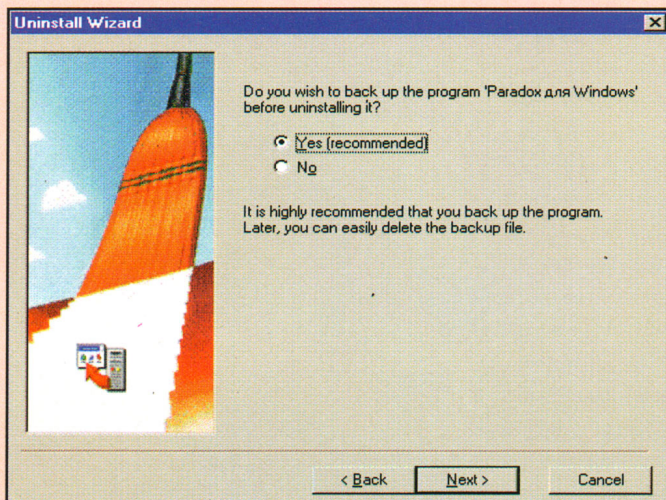 Uninstall Wizard
Do you wish to back up the program 'Paradox для Windows'
before uninstalling it?
Yes (recommended)
No
It is highly recommended that you back up the program.
Later, you can easily delete the backup file.
< Back
Next >
Cancel